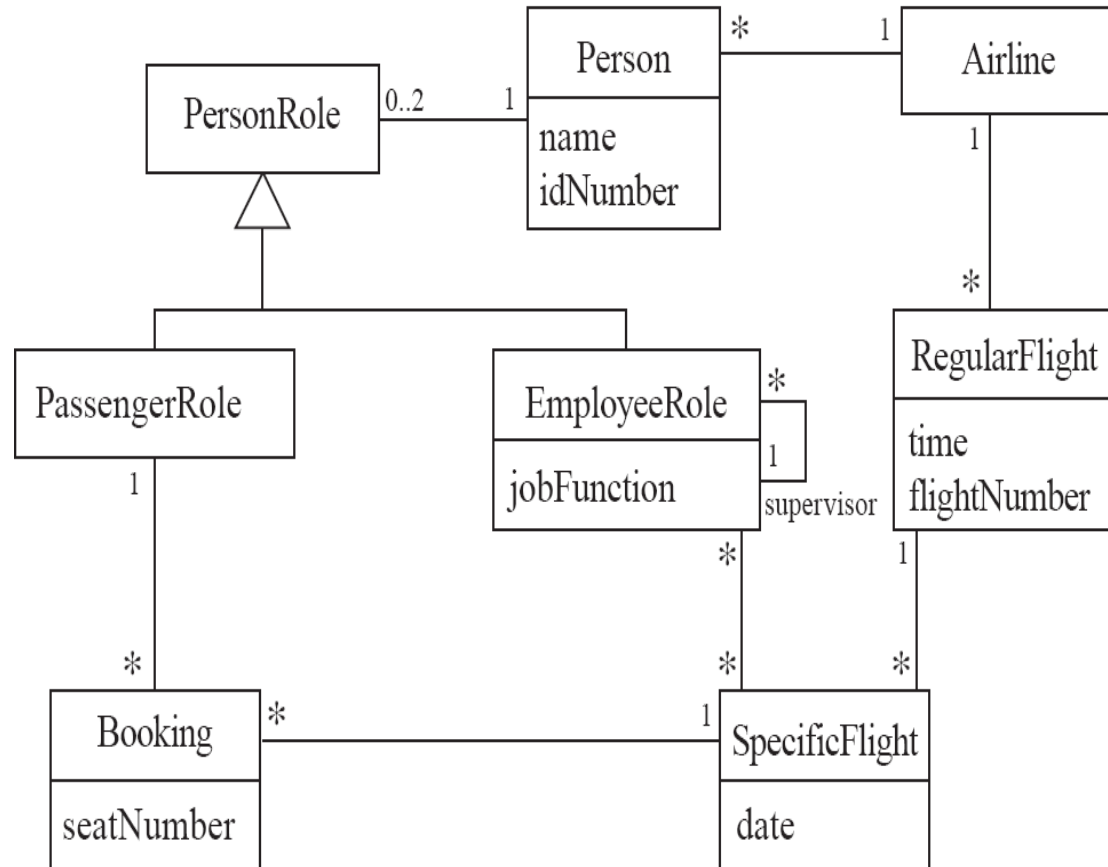 Person
* 1
Airline
PersonRole
0..2 1
name
idNumber
1
*
PassengerRole
EmployeeRole
*
RegularFlight
jobFunction
1
supervisor
time
flightNumber
1
*
1
*
*
*
Booking
* 1
SpecificFlight
seatNumber
date